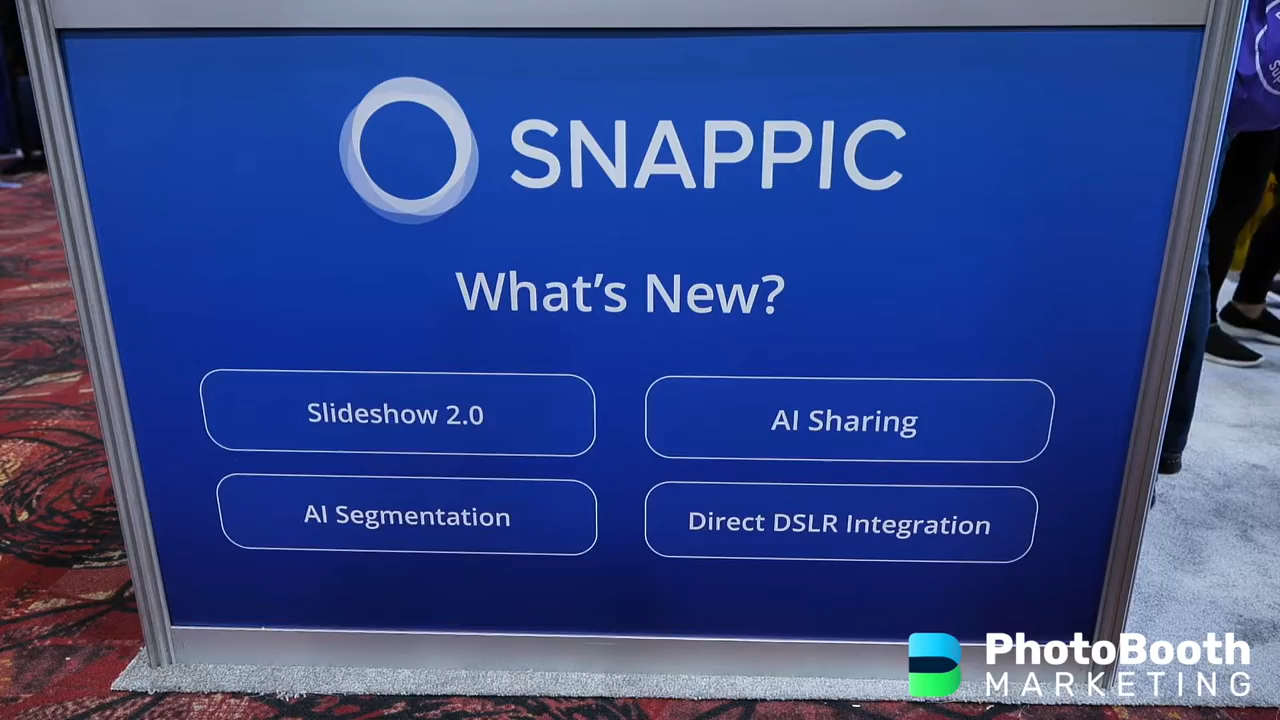 SNAPPIC
What's New?
Slideshow 2.0
AI Sharing
AI Segmentation
Direct DSLR Integration
PhotoBooth
MARKETING